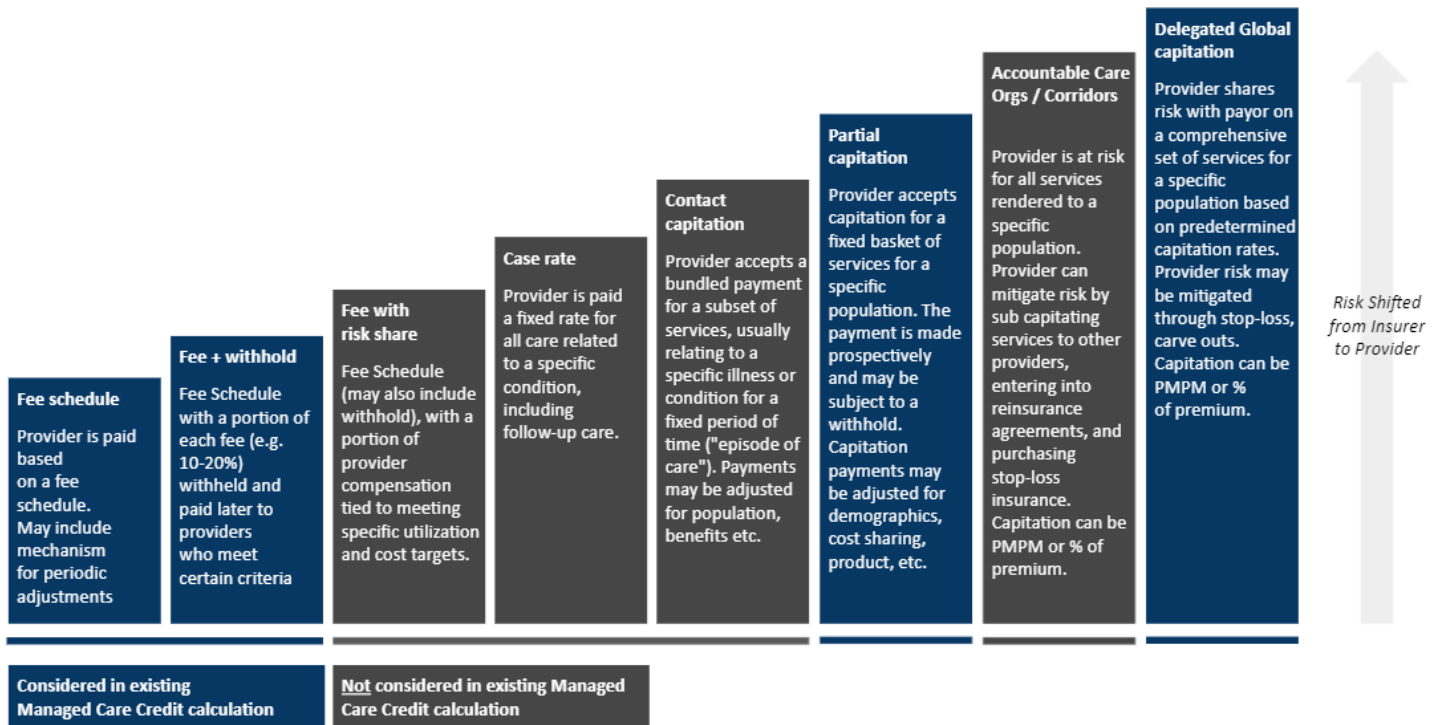 Fee schedule
Provider is paid
based
on a fee
schedule.
May include
mechanism
for periodic
adjustments
Fee + withhold
Fee Schedule
with a portion of
each fee (e.g.
10-20%)
withheld and
paid later to
providers
who meet
certain criteria
Fee with
risk share
Fee Schedule
(may also include
withhold), with a
portion of
provider
compensation
tied to meeting
specific utilization
and cost targets.
Case rate
Provider is paid
a fixed rate for
all care related
to a specific
condition,
including
follow-up care.
Contact
capitation
Provider accepts a
bundled payment
for a subset of
services, usually
relating to a
specific illness or
condition for a
fixed period of
time ("episode of
care"). Payments
may be adjusted
for population,
benefits etc.
Partial
capitation
Provider accepts
capitation for a
fixed basket of
services for a
specific
population. The
payment is made
prospectively
and may be
subject to a
withhold.
Capitation
payments may
be adjusted for
demographics,
cost sharing,
product, etc.
Accountable Care
Orgs / Corridors
Provider is at risk
for all services
rendered to a
specific
population.
Provider can
mitigate risk by
sub capitating
services to other
providers,
entering into
reinsurance
agreements, and
purchasing
stop-loss
insurance.
Capitation can be
PMPM or % of
premium.
Delegated Global
capitation
Provider shares
risk with payor on
a comprehensive
set of services for
a specific
population based
on predetermined
capitation rates.
Provider risk may
be mitigated
through stop-loss,
carve outs.
Capitation can be
PMPM or %
of premium.
Risk Shifted
from Insurer
to Provider
Considered in existing
Managed Care Credit calculation
Not considered in existing Managed
Care Credit calculation